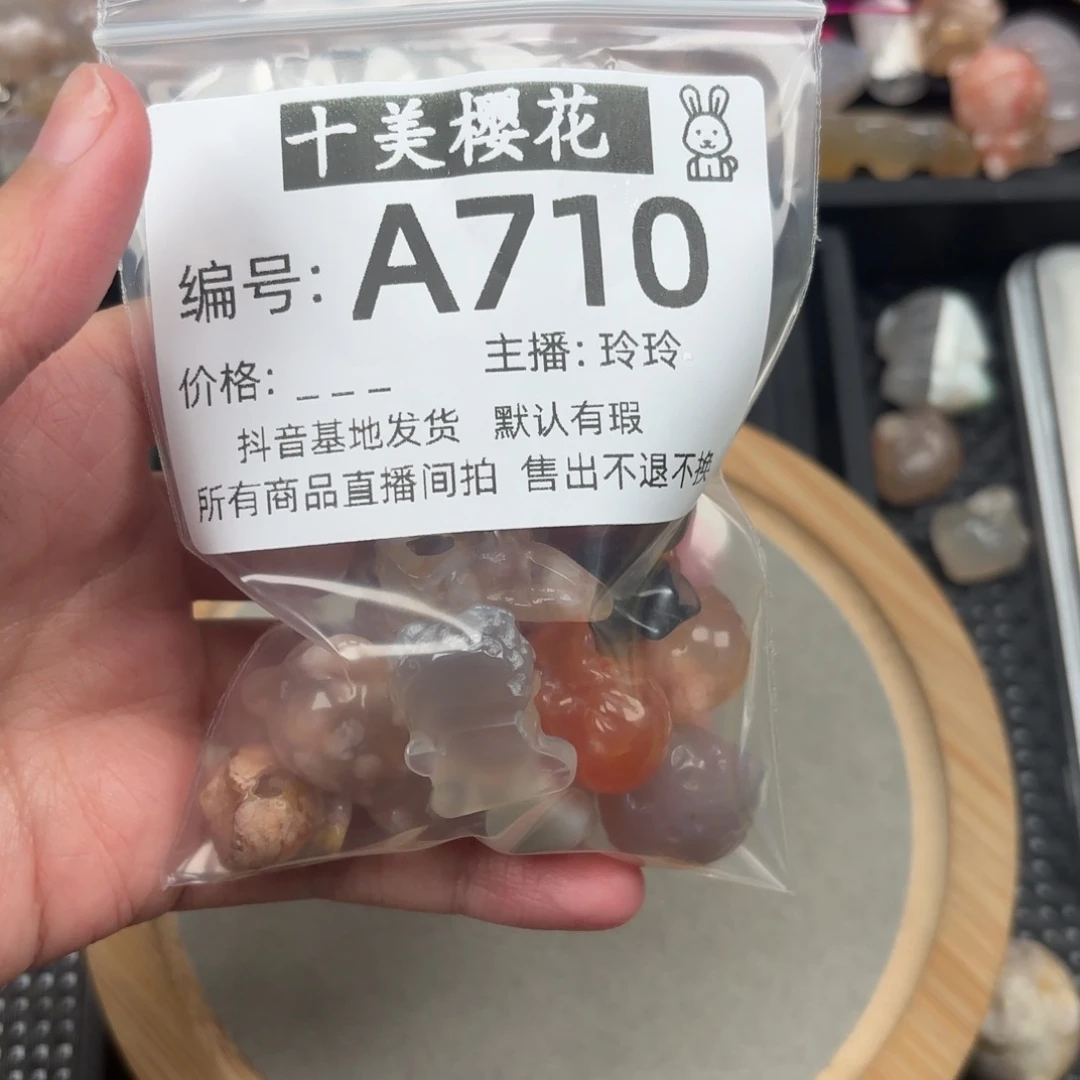 十美樱花
编号: A710
价格: _ _ _ 主播: 玲玲
抖音基地发货 默认有瑕
所有商品直播间拍 售出不退不换